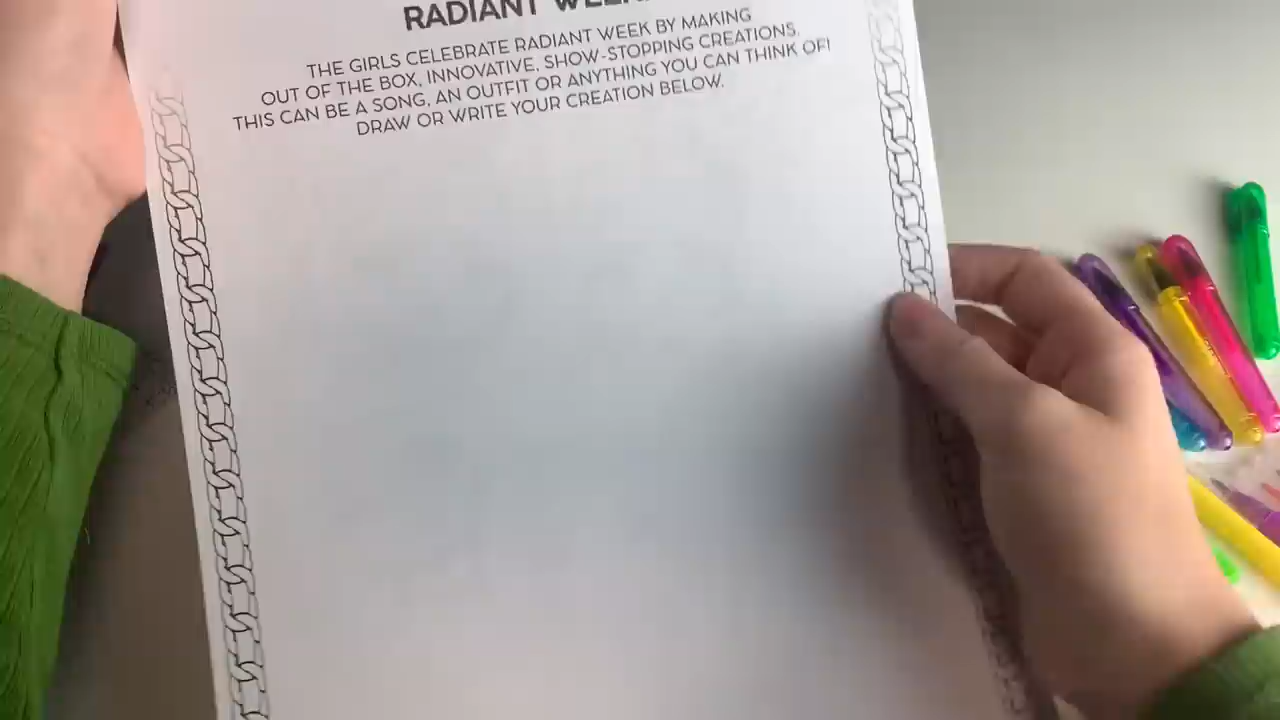 RADIANT WEEK
THE GIRLS CELEBRATE RADIANT WEEK BY MAKING
OUT OF THE BOX, INNOVATIVE, SHOW-STOPPING CREATIONS.
THIS CAN BE A SONG, AN OUTFIT OR ANYTHING YOU CAN THINK OF!
DRAW OR WRITE YOUR CREATION BELOW.